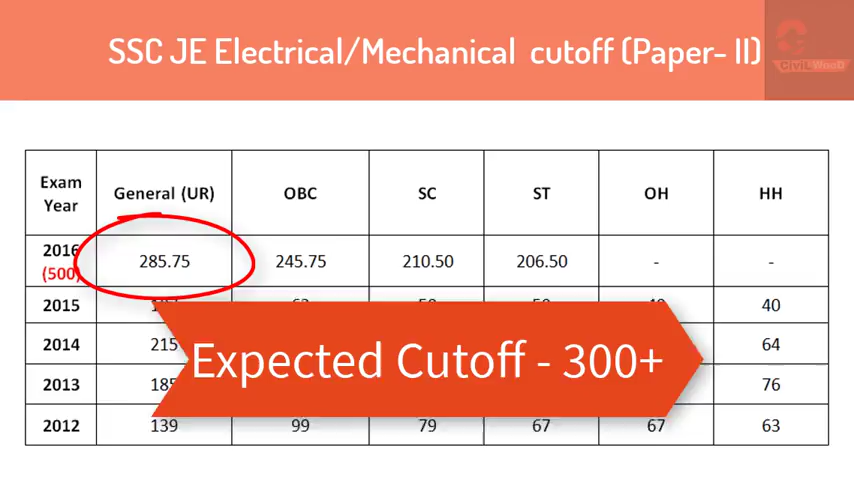 SSC JE Electrical/Mechanical cutoff (Paper- II)
CiviL WooD
Exam Year General (UR) OBC SC ST OH HH
2016 (500) 285.75 245.75 210.50 206.50 - -
2015 40
2014 215 64
2013 185 76
Expected Cutoff - 300+
2012 139 99 79 67 67 63